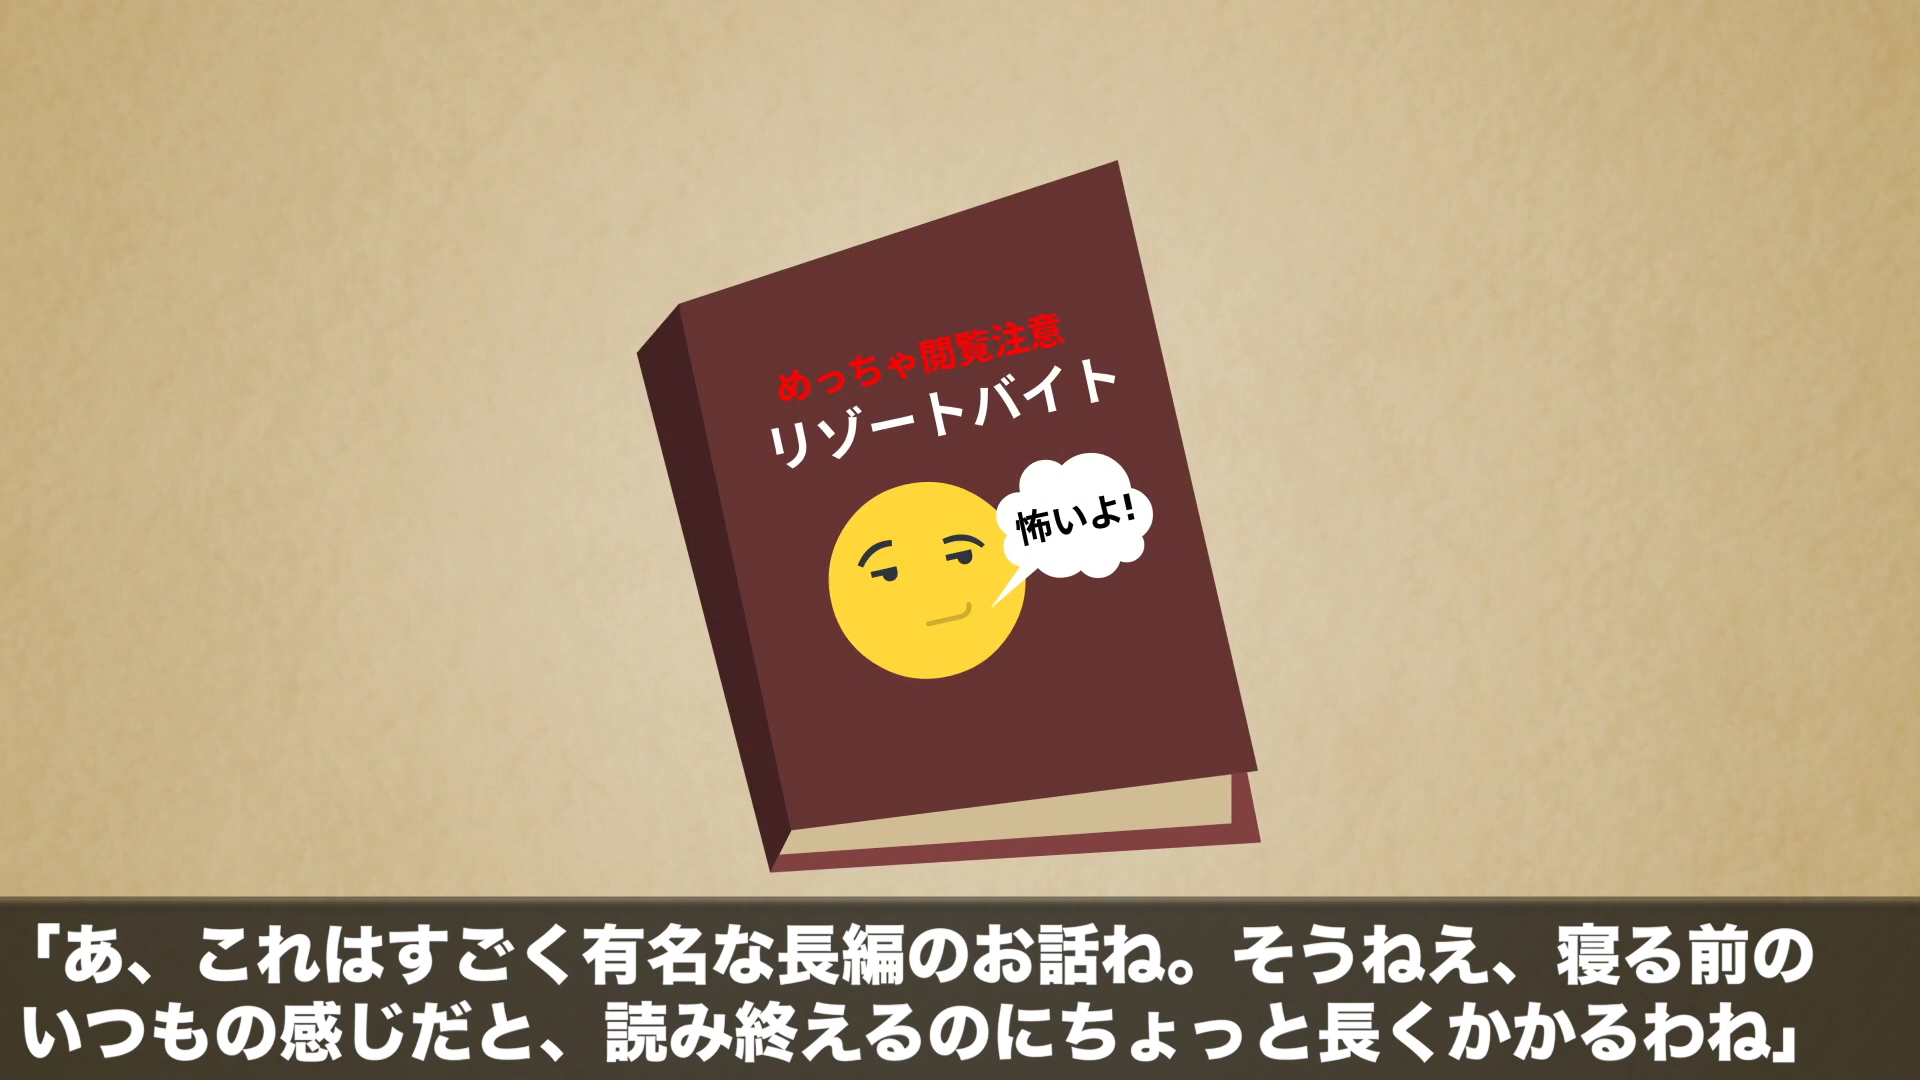 めっちゃ閲覧注意
リゾートバイト
怖いよ!
「あ、これはすごく有名な長編のお話ね。そうねえ、寝る前の
いつもの感じだと、読み終えるのにちょっと長くかかるわね」